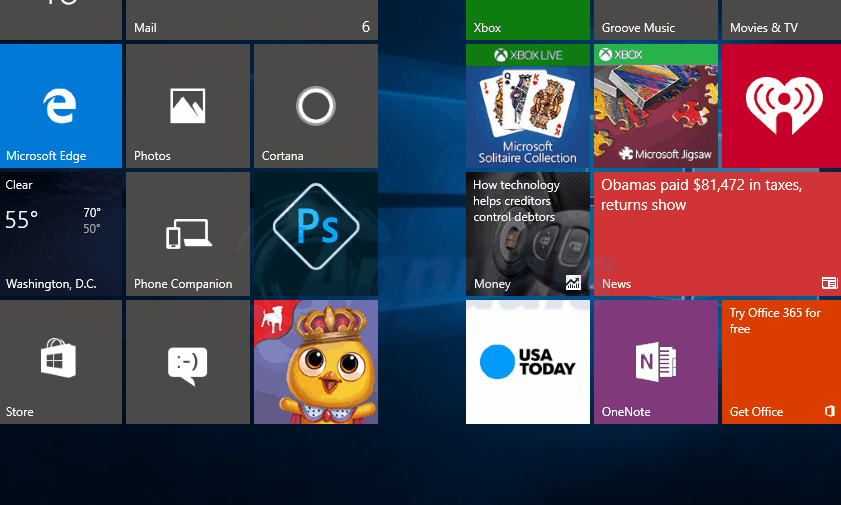 Mail
6
Xbox
Groove Music
Movies & TV
Microsoft Edge
Photos
Cortana
XBOX LIVE
Microsoft
Solitaire Collection
XBOX
Microsoft Jigsaw
Clear
55°
70°
50°
Washington, D.C.
Phone Companion
Ps
How technology
helps creditors
control debtors
Money
Obamas paid $81,472 in taxes,
returns show
News
Store
:-)
USA
TODAY
N
OneNote
Try Office 365 for
free
Get Office